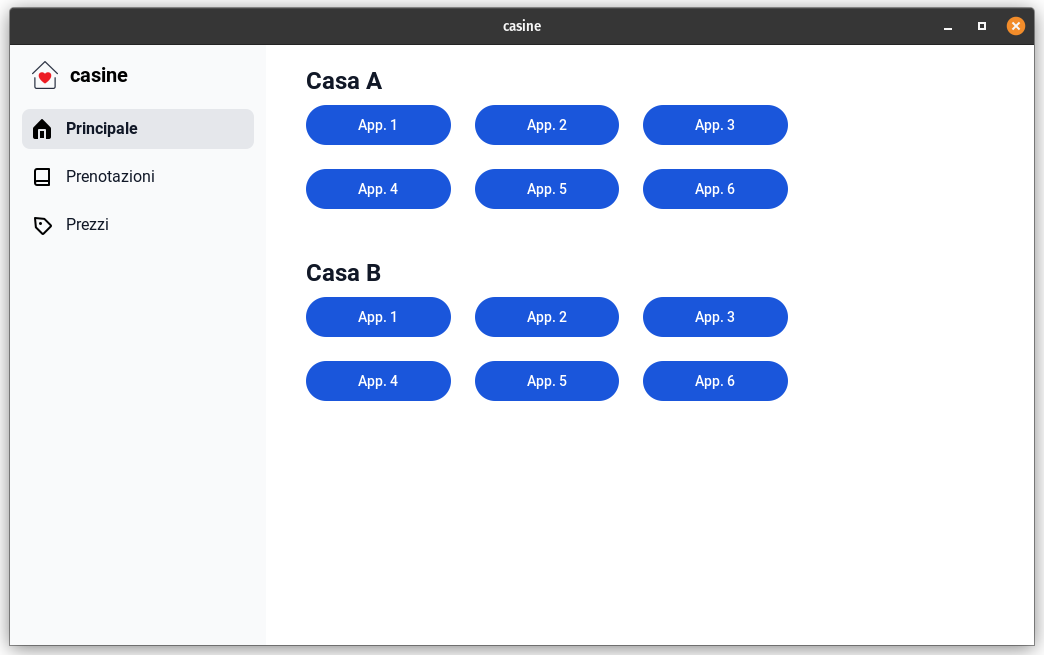 casine
casine
Principale
Prenotazioni
Prezzi
Casa A
App. 1 App. 2 App. 3
App. 4 App. 5 App. 6
Casa B
App. 1 App. 2 App. 3
App. 4 App. 5 App. 6